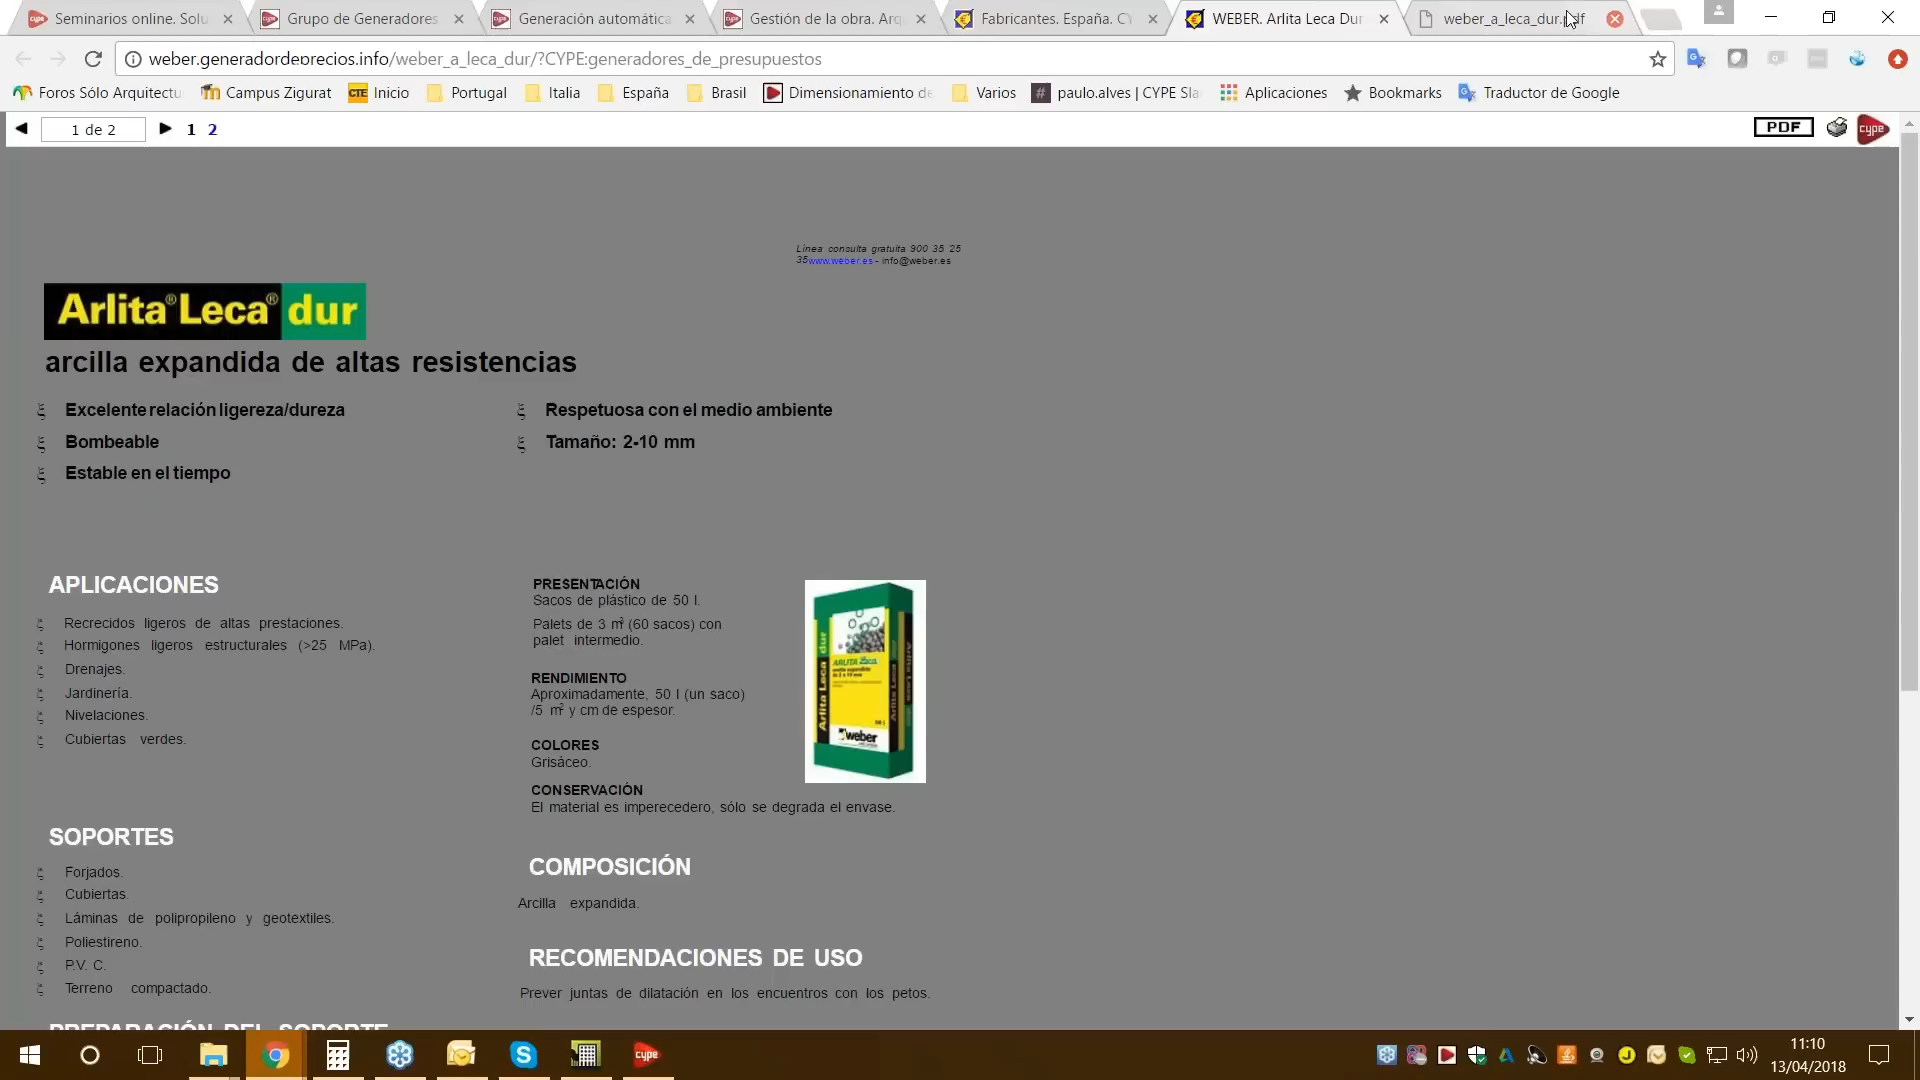 Seminarios online. Solu
Grupo de Generadores
Generación automática
Gestión de la obra. Arq
Fabricantes. España. CY
WEBER. Arlita Leca Dur
weber_a_leca_dur.pdf
weber.generadordeprecios.info/weber_a_leca_dur/?CYPE:generadores_de_presupuestos
Foros Sólo Arquitectu
Campus Zigurat
CTE Inicio
Portugal
Italia
España
Brasil
Dimensionamiento de
Varios
# paulo.alves | CYPE Sla
Aplicaciones
Bookmarks
Traductor de Google
1 de 2
1 2
PDF
cype
Línea consulta gratuita 900 35 25
35www.weber.es - info@weber.es
Arlita® Leca® dur
arcilla expandida de altas resistencias
ξ Excelente relación ligereza/dureza
ξ Bombeable
ξ Estable en el tiempo
ξ Respetuosa con el medio ambiente
ξ Tamaño: 2-10 mm
APLICACIONES
ξ Recrecidos ligeros de altas prestaciones.
ξ Hormigones ligeros estructurales (>25 MPa).
ξ Drenajes.
ξ Jardinería.
ξ Nivelaciones.
ξ Cubiertas verdes.
SOPORTES
ξ Forjados.
ξ Cubiertas.
ξ Láminas de polipropileno y geotextiles.
ξ Poliestireno.
ξ P.V. C.
ξ Terreno compactado.
PREPARACIÓN DEL SOPORTE
PRESENTACIÓN
Sacos de plástico de 50 l.
Palets de 3 m³ (60 sacos) con
palet intermedio.
RENDIMIENTO
Aproximadamente, 50 l (un saco)
/5 m² y cm de espesor.
COLORES
Grisáceo.
CONSERVACIÓN
El material es imperecedero, sólo se degrada el envase.
ARLITA Leca
Arlita Leca dur
Arlita Leca
weber
COMPOSICIÓN
Arcilla expandida.
RECOMENDACIONES DE USO
Prever juntas de dilatación en los encuentros con los petos.
cype
11:10
13/04/2018